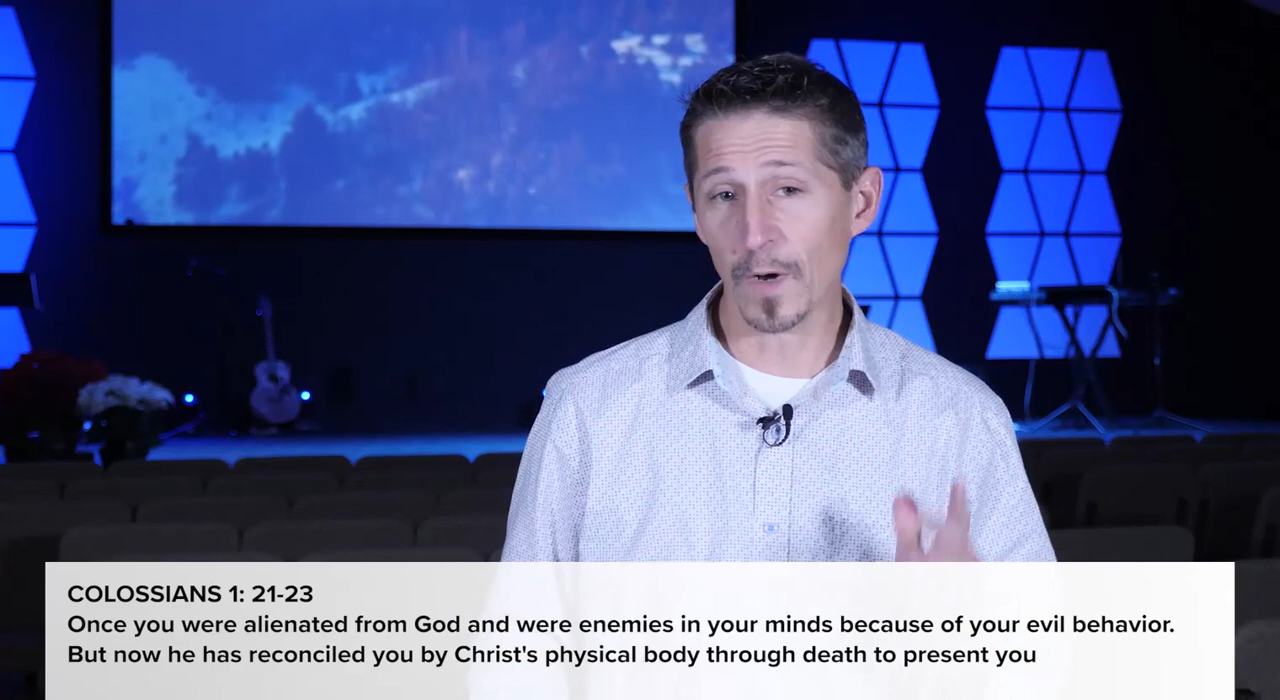 COLOSSIANS 1: 21-23
Once you were alienated from God and were enemies in your minds because of your evil behavior.
But now he has reconciled you by Christ's physical body through death to present you